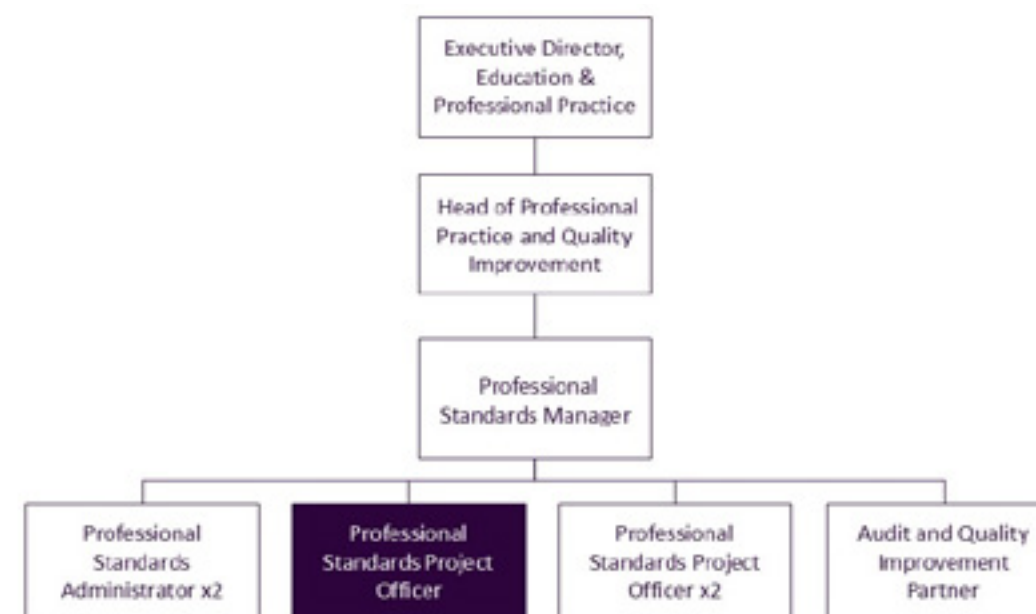 Executive Director,
Education &
Professional Practice
Head of Professional
Practice and Quality
Improvement
Professional
Standards Manager
Professional
Standards
Administrator x2
Professional
Standards Project
Officer
Professional
Standards Project
Officer x2
Audit and Quality
Improvement
Partner